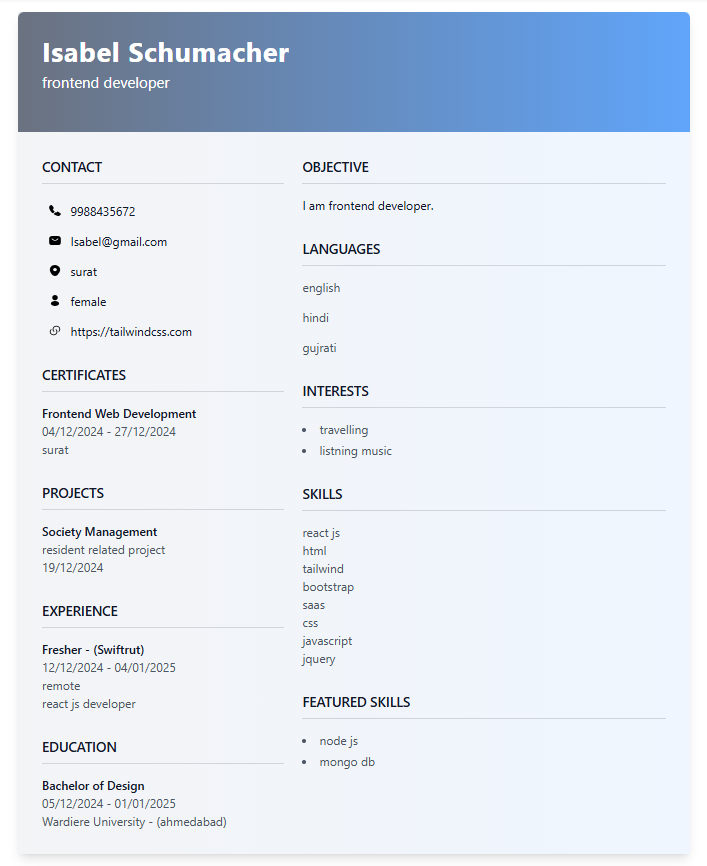 Isabel Schumacher
frontend developer
CONTACT
9988435672
Isabel@gmail.com
surat
female
https://tailwindcss.com
CERTIFICATES
Frontend Web Development
04/12/2024 - 27/12/2024
surat
PROJECTS
Society Management
resident related project
19/12/2024
EXPERIENCE
Fresher - (Swiftrut)
12/12/2024 - 04/01/2025
remote
react js developer
EDUCATION
Bachelor of Design
05/12/2024 - 01/01/2025
Wardiere University - (ahmedabad)
OBJECTIVE
I am frontend developer.
LANGUAGES
english
hindi
gujrati
INTERESTS
• travelling
• listning music
SKILLS
react js
html
tailwind
bootstrap
saas
css
javascript
jquery
FEATURED SKILLS
• node js
• mongo db